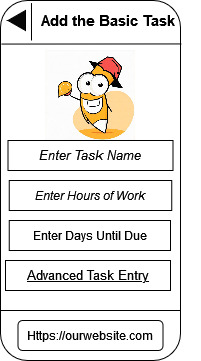 Add the Basic Task
Enter Task Name
Enter Hours of Work
Enter Days Until Due
Advanced Task Entry
Https://ourwebsite.com